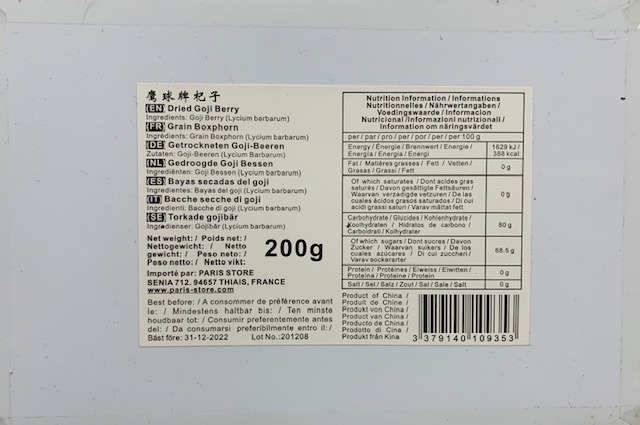 鹰球牌杞子
[EN] Dried Goji Berry
Ingredients: Goji Berry (Lycium barbarum)
[FR] Grain Boxphorn
Ingrédients: Grain Boxphorn (Lycium barbarum)
[DE] Getrockneten Goji-Beeren
Zutaten: Goji-Beeren (Lycium Barbarum)
[NL] Gedroogde Goji Bessen
Ingrediënten: Goji Bessen (Lycium barbarum)
[ES] Bayas secadas del goji
Ingredientes: Bayas del goji (Lycium barbarum)
[IT] Bacche secche di goji
Ingredienti: Bacche di goji (Lycium barbarum)
[SE] Torkade gojibär
Ingredienser: Gojibär (Lycium barbarum)
Net weight: / Poids net: /
Nettogewicht: / Netto
gewicht: / Peso neto: /
Peso netto: / Netto vikt:
200g
Importé par: PARIS STORE
SENIA 712. 94657 THIAIS, FRANCE
www.paris-store.com
Best before: / A consommer de préférence avant
le: / Mindestens haltbar bis: / Ten minste
houdbaar tot: / Consumir preferentemente antes
del: / Da consumarsi preferibilmente entro il: /
Bäst före: 31-12-2022 Lot No.:201208
Nutrition Information / Informations
Nutritionnelles / Nährwertangaben /
Voedingswaarde / Informacion
Nutricional / Informazioni nutrizionali /
Information om näringsvärdet
per / par / pro / per / por / per / per 100 g
Energy / Énergie / Brennwert / Energie /
Energía / Energia / Energi
1629 kJ /
388 kcal
Fat / Matières grasses / Fett / Vetten /
Grasas / Grassi / Fett
0 g
Of which saturates / Dont acides gras
saturés / Davon gesättigte Fettsäuren /
Waarvan verzadigde vetzuren / De las
cuales ácidos grasos saturados / Di cui
acidi grassi saturi / Varav mättat fett
0 g
Carbohydrate / Glucides / Kohlenhydrate /
Koolhydraten / Hidratos de carbono /
Carboidrati / Kolhydrater
80 g
Of which sugars / Dont sucres / Davon
Zucker / Waarvan suikers / De los
cuales azúcares / Di cui zuccheri /
Varav sockerarter
68.5 g
Protein / Protéines / Eiweiss / Eiwitten /
Proteína / Proteine / Protein
0 g
Salt / Sel / Salz / Zout / Sal / Sale / Salt
0 g
Product of China /
Produit de Chine /
Produkt von China /
Product van China /
Producto de China /
Prodotto di Cina /
Produkt från Kina
3 379140 109353